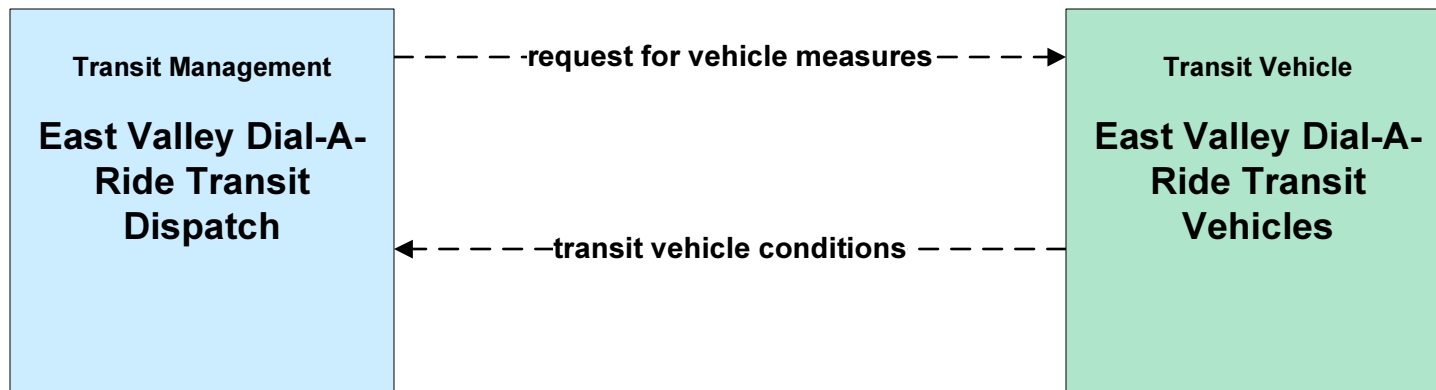 Transit Management
East Valley Dial-A-
Ride Transit
Dispatch
request for vehicle measures
transit vehicle conditions
Transit Vehicle
East Valley Dial-A-
Ride Transit
Vehicles